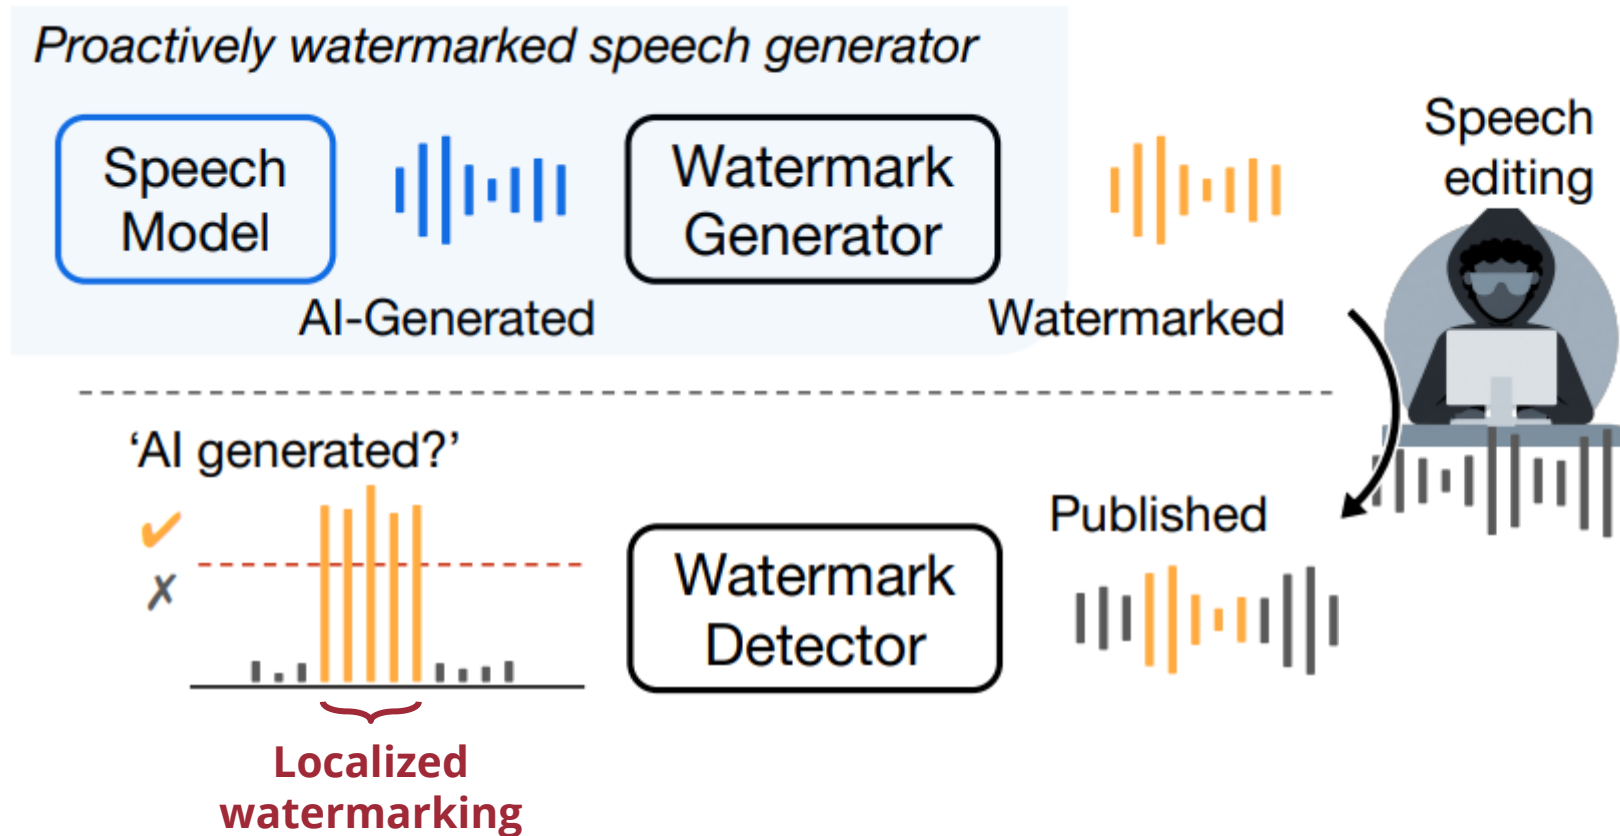 Proactively watermarked speech generator
Speech
Model
AI-Generated
Watermark
Generator
Watermarked
Speech
editing
‘AI generated?’
✔
✗
Watermark
Detector
Published
Localized
watermarking